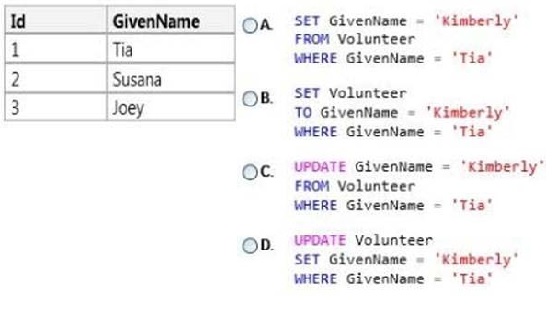 Id GivenName
1 Tia
2 Susana
3 Joey
A. SET GivenName = 'Kimberly'
FROM Volunteer
WHERE GivenName = 'Tia'
B. SET Volunteer
TO GivenName = 'Kimberly'
WHERE GivenName = 'Tia'
C. UPDATE GivenName = 'Kimberly'
FROM Volunteer
WHERE GivenName = 'Tia'
D. UPDATE Volunteer
SET GivenName = 'Kimberly'
WHERE GivenName = 'Tia'